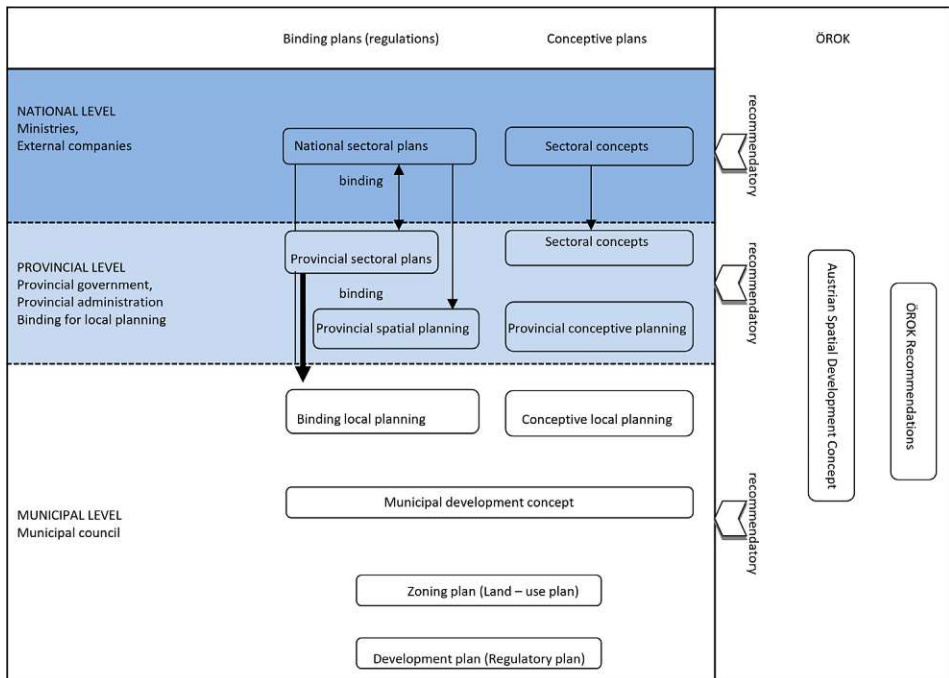 Binding plans (regulations)
Conceptive plans
ÖROK
NATIONAL LEVEL
Ministries,
External companies
National sectoral plans
Sectoral concepts
recommendatory
binding
PROVINCIAL LEVEL
Provincial government,
Provincial administration
Binding for local planning
Provincial sectoral plans
Sectoral concepts
recommendatory
binding
Provincial spatial planning
Provincial conceptive planning
Binding local planning
Conceptive local planning
Austrian Spatial Development Concept
ÖROK Recommendations
MUNICIPAL LEVEL
Municipal council
Municipal development concept
recommendatory
Zoning plan (Land – use plan)
Development plan (Regulatory plan)